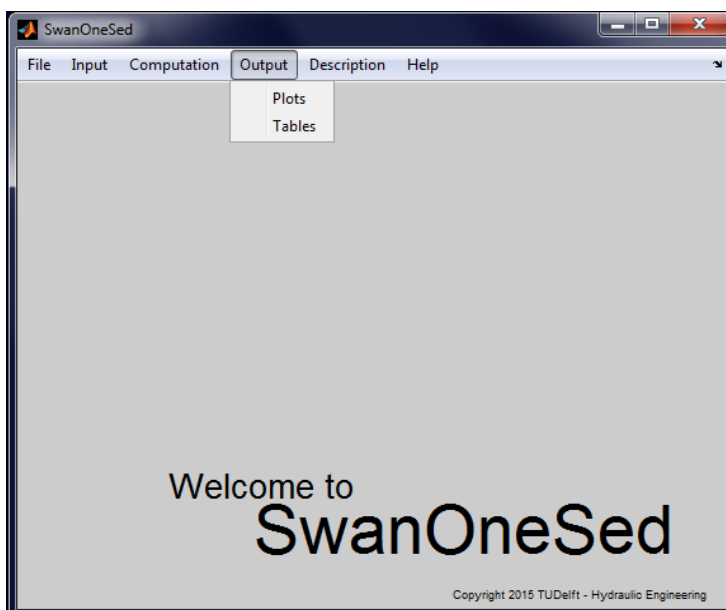 SwanOneSed
File Input Computation Output Description Help
Plots
Tables
Welcome to
SwanOneSed
Copyright 2015 TUDelft - Hydraulic Engineering